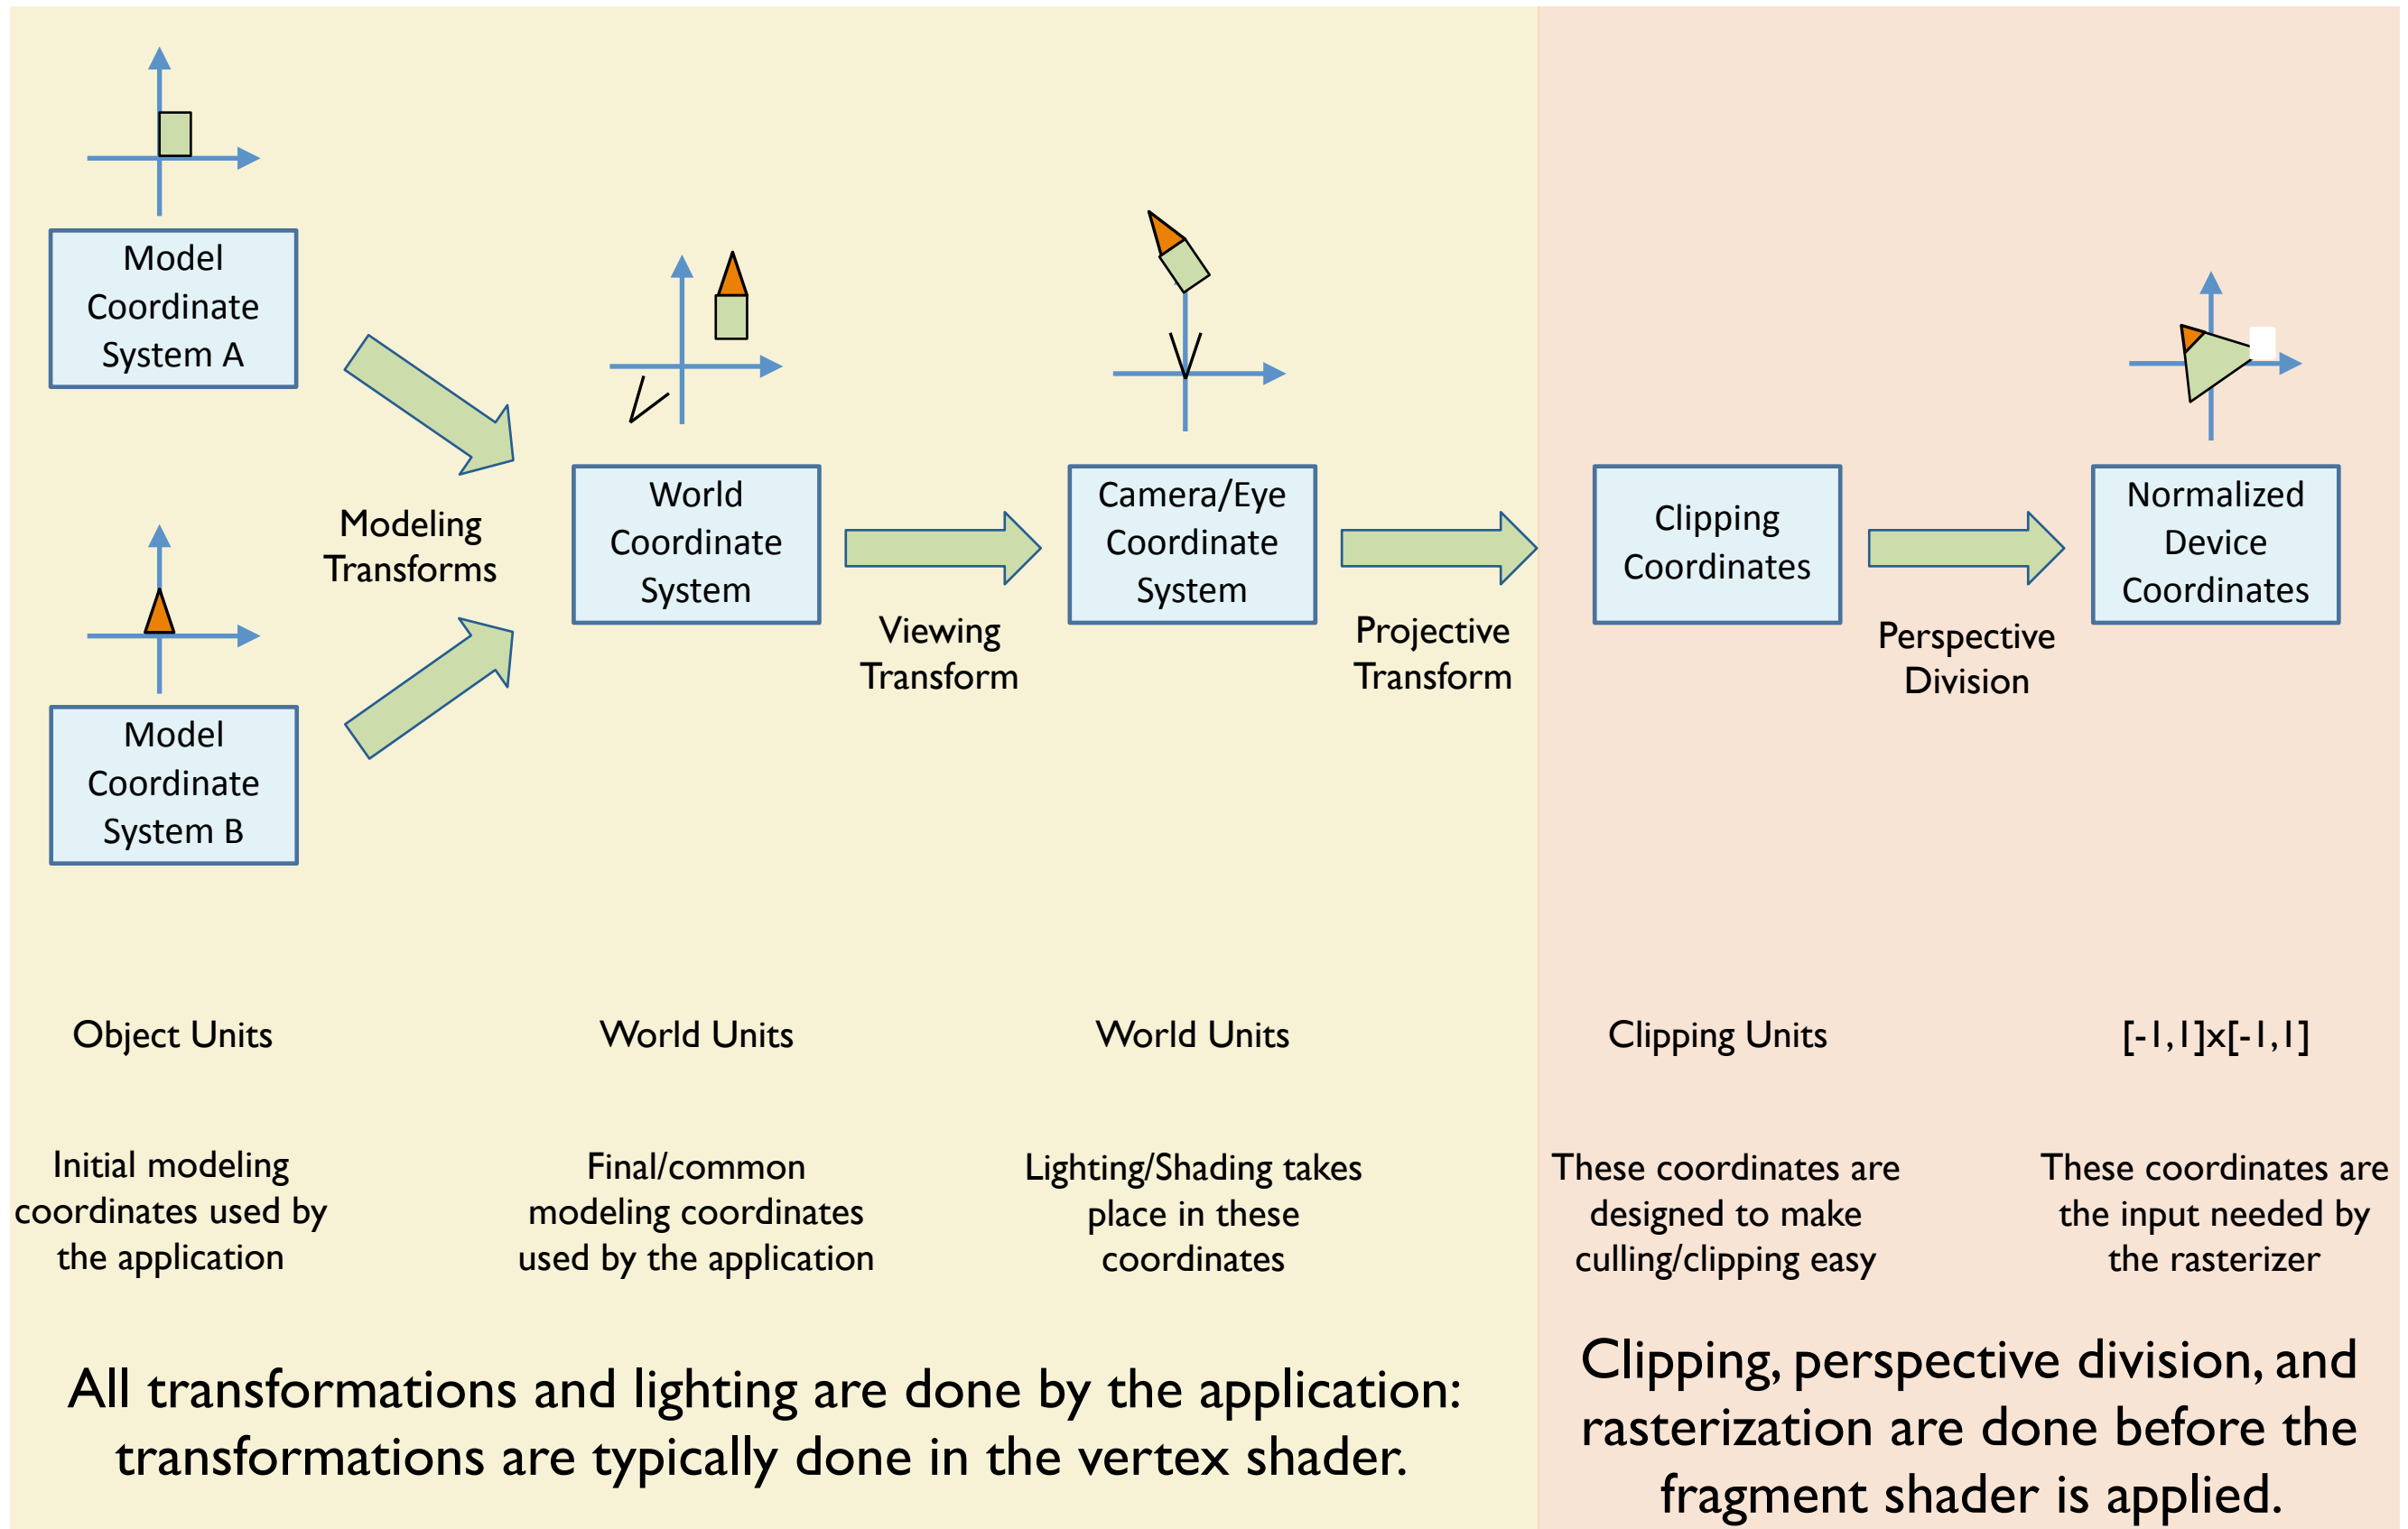 Model
Coordinate
System A
Model
Coordinate
System B
Modeling
Transforms
World
Coordinate
System
Viewing
Transform
Camera/Eye
Coordinate
System
Projective
Transform
Clipping
Coordinates
Perspective
Division
Normalized
Device
Coordinates
Object Units
World Units
World Units
Clipping Units
[-1,1]x[-1,1]
Initial modeling
coordinates used by
the application
Final/common
modeling coordinates
used by the application
Lighting/Shading takes
place in these
coordinates
These coordinates are
designed to make
culling/clipping easy
These coordinates are
the input needed by
the rasterizer
All transformations and lighting are done by the application:
transformations are typically done in the vertex shader.
Clipping, perspective division, and
rasterization are done before the
fragment shader is applied.